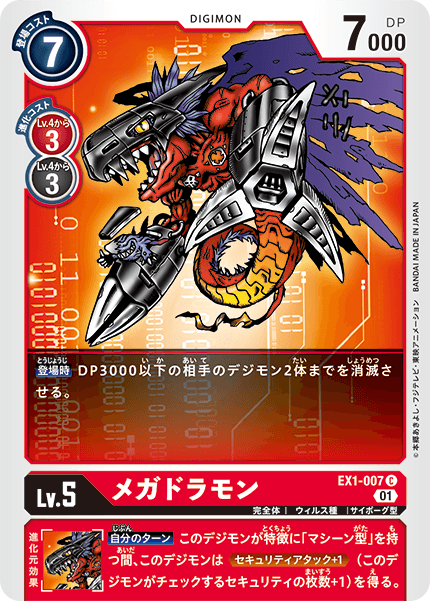 DIGIMON
登場コスト
7
7000
DP
進化コスト
Lv.4から
3
Lv.4から
3
BANDAI MADE IN JAPAN
© 本郷あきよし・フジテレビ・東映アニメーション
登場時 DP3000以下の相手のデジモン2体までを消滅さ
せる。
EX1-007 C
01
Lv.5
メガドラモン
完全体 | ウィルス種 | サイボーグ型
進化元効果
自分のターン このデジモンが特徴に「マシーン型」を持
つ間、このデジモンは セキュリティアタック+1 (このデ
ジモンがチェックするセキュリティの枚数+1)を得る。